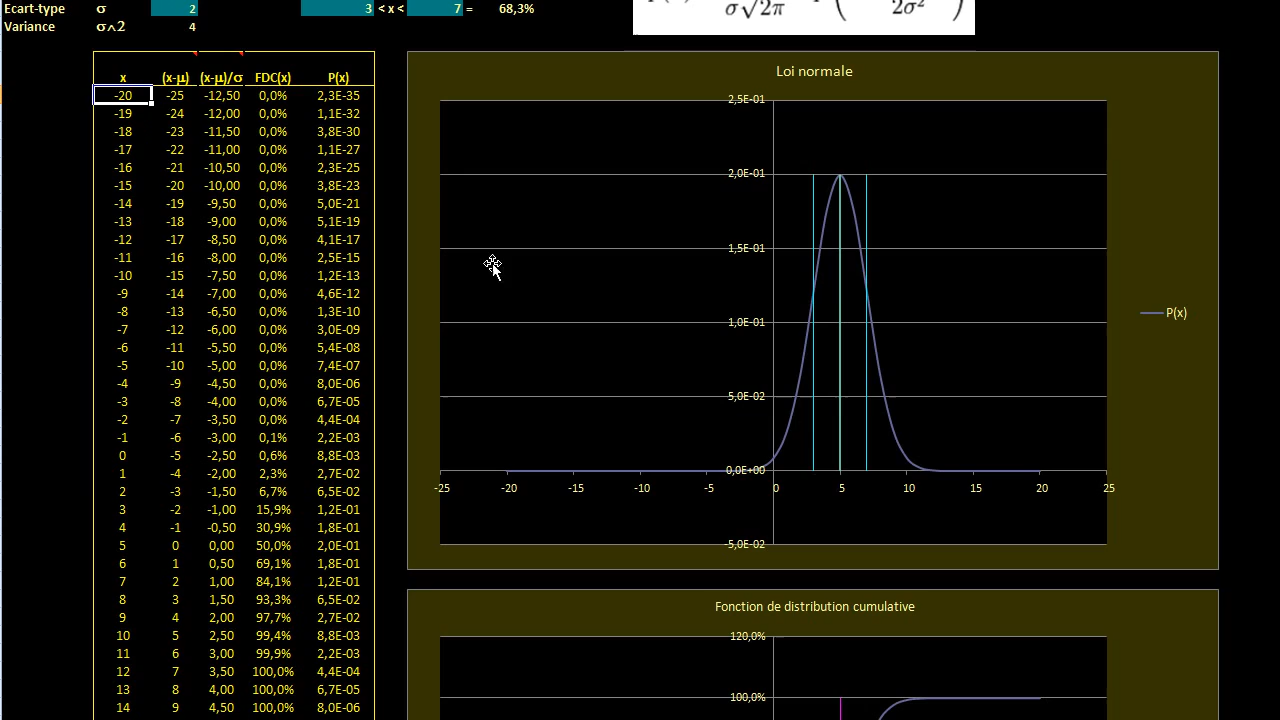 Ecart-type σ 2 3 < x < 7 = 68,3%
Variance σ^2 4
σ√2π 2σ²
x (x-µ) (x-µ)/σ FDC(x) P(x)
-20 -25 -12,50 0,0% 2,3E-35
-19 -24 -12,00 0,0% 1,1E-32
-18 -23 -11,50 0,0% 3,8E-30
-17 -22 -11,00 0,0% 1,1E-27
-16 -21 -10,50 0,0% 2,3E-25
-15 -20 -10,00 0,0% 3,8E-23
-14 -19 -9,50 0,0% 5,0E-21
-13 -18 -9,00 0,0% 5,1E-19
-12 -17 -8,50 0,0% 4,1E-17
-11 -16 -8,00 0,0% 2,5E-15
-10 -15 -7,50 0,0% 1,2E-13
-9 -14 -7,00 0,0% 4,6E-12
-8 -13 -6,50 0,0% 1,3E-10
-7 -12 -6,00 0,0% 3,0E-09
-6 -11 -5,50 0,0% 5,4E-08
-5 -10 -5,00 0,0% 7,4E-07
-4 -9 -4,50 0,0% 8,0E-06
-3 -8 -4,00 0,0% 6,7E-05
-2 -7 -3,50 0,0% 4,4E-04
-1 -6 -3,00 0,1% 2,2E-03
0 -5 -2,50 0,6% 8,8E-03
1 -4 -2,00 2,3% 2,7E-02
2 -3 -1,50 6,7% 6,5E-02
3 -2 -1,00 15,9% 1,2E-01
4 -1 -0,50 30,9% 1,8E-01
5 0 0,00 50,0% 2,0E-01
6 1 0,50 69,1% 1,8E-01
7 2 1,00 84,1% 1,2E-01
8 3 1,50 93,3% 6,5E-02
9 4 2,00 97,7% 2,7E-02
10 5 2,50 99,4% 8,8E-03
11 6 3,00 99,9% 2,2E-03
12 7 3,50 100,0% 4,4E-04
13 8 4,00 100,0% 6,7E-05
14 9 4,50 100,0% 8,0E-06
Loi normale
2,5E-01
2,0E-01
1,5E-01
1,0E-01
5,0E-02
0,0E+00
-5,0E-02
-25 -20 -15 -10 -5 0 5 10 15 20 25
P(x)
Fonction de distribution cumulative
120,0%
100,0%